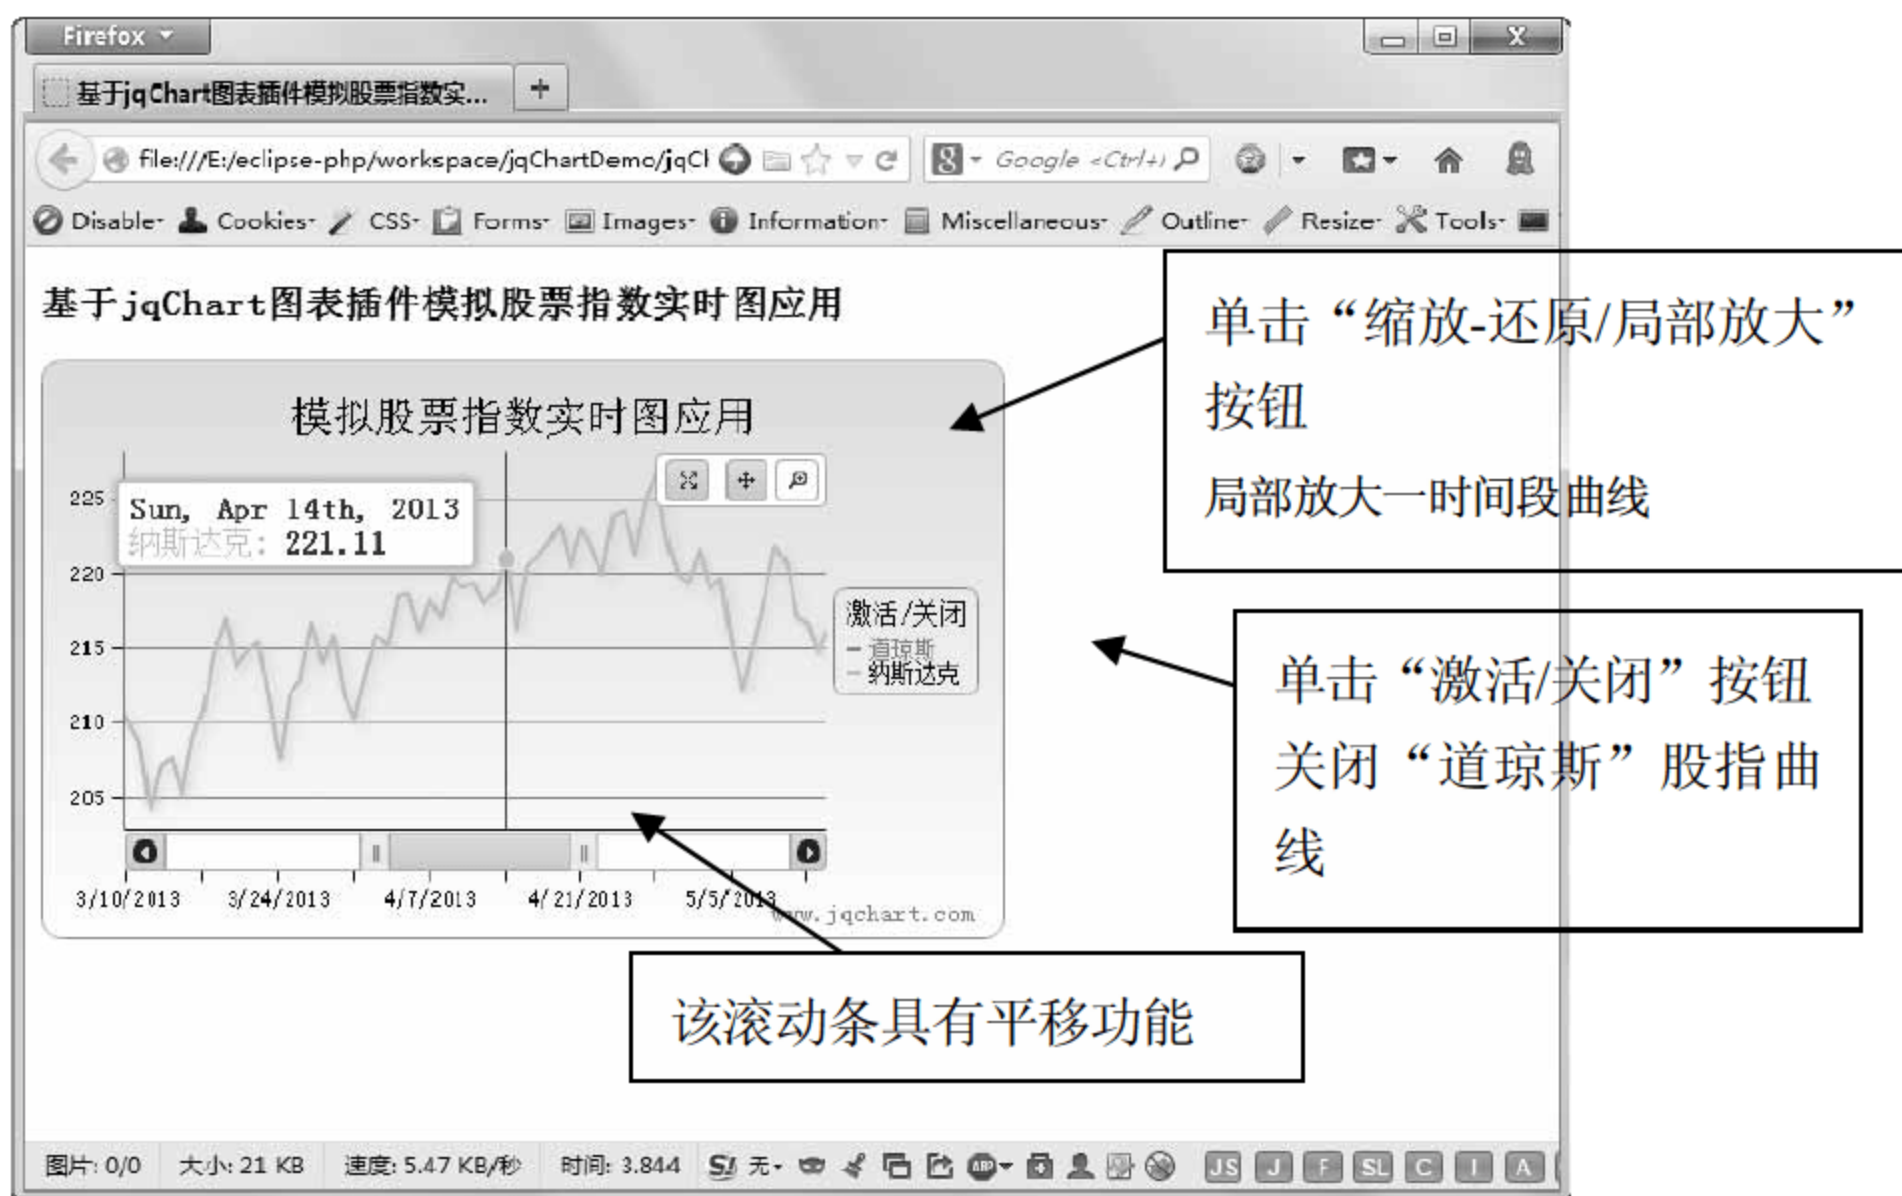 Firefox
基于jqChart图表插件模拟股票指数实...
+
file:///E:/eclipse-php/workspace/jqChartDemo/jqCl
Google <Ctrl+)
Disable Cookies CSS Forms Images Information Miscellaneous Outline Resize Tools
基于jqChart图表插件模拟股票指数实时图应用
模拟股票指数实时图应用
225
Sun, Apr 14th, 2013
纳斯达克: 221.11
220
215
210
205
激活/关闭
道琼斯
纳斯达克
3/10/2013 3/24/2013 4/7/2013 4/21/2013 5/5/2013
www.jqchart.com
单击“缩放-还原/局部放大”
按钮
局部放大一时间段曲线
单击“激活/关闭”按钮
关闭“道琼斯”股指曲
线
该滚动条具有平移功能
图片: 0/0 大小: 21 KB 速度: 5.47 KB/秒 时间: 3.844 S! 无 ABP JS J F SL C I A